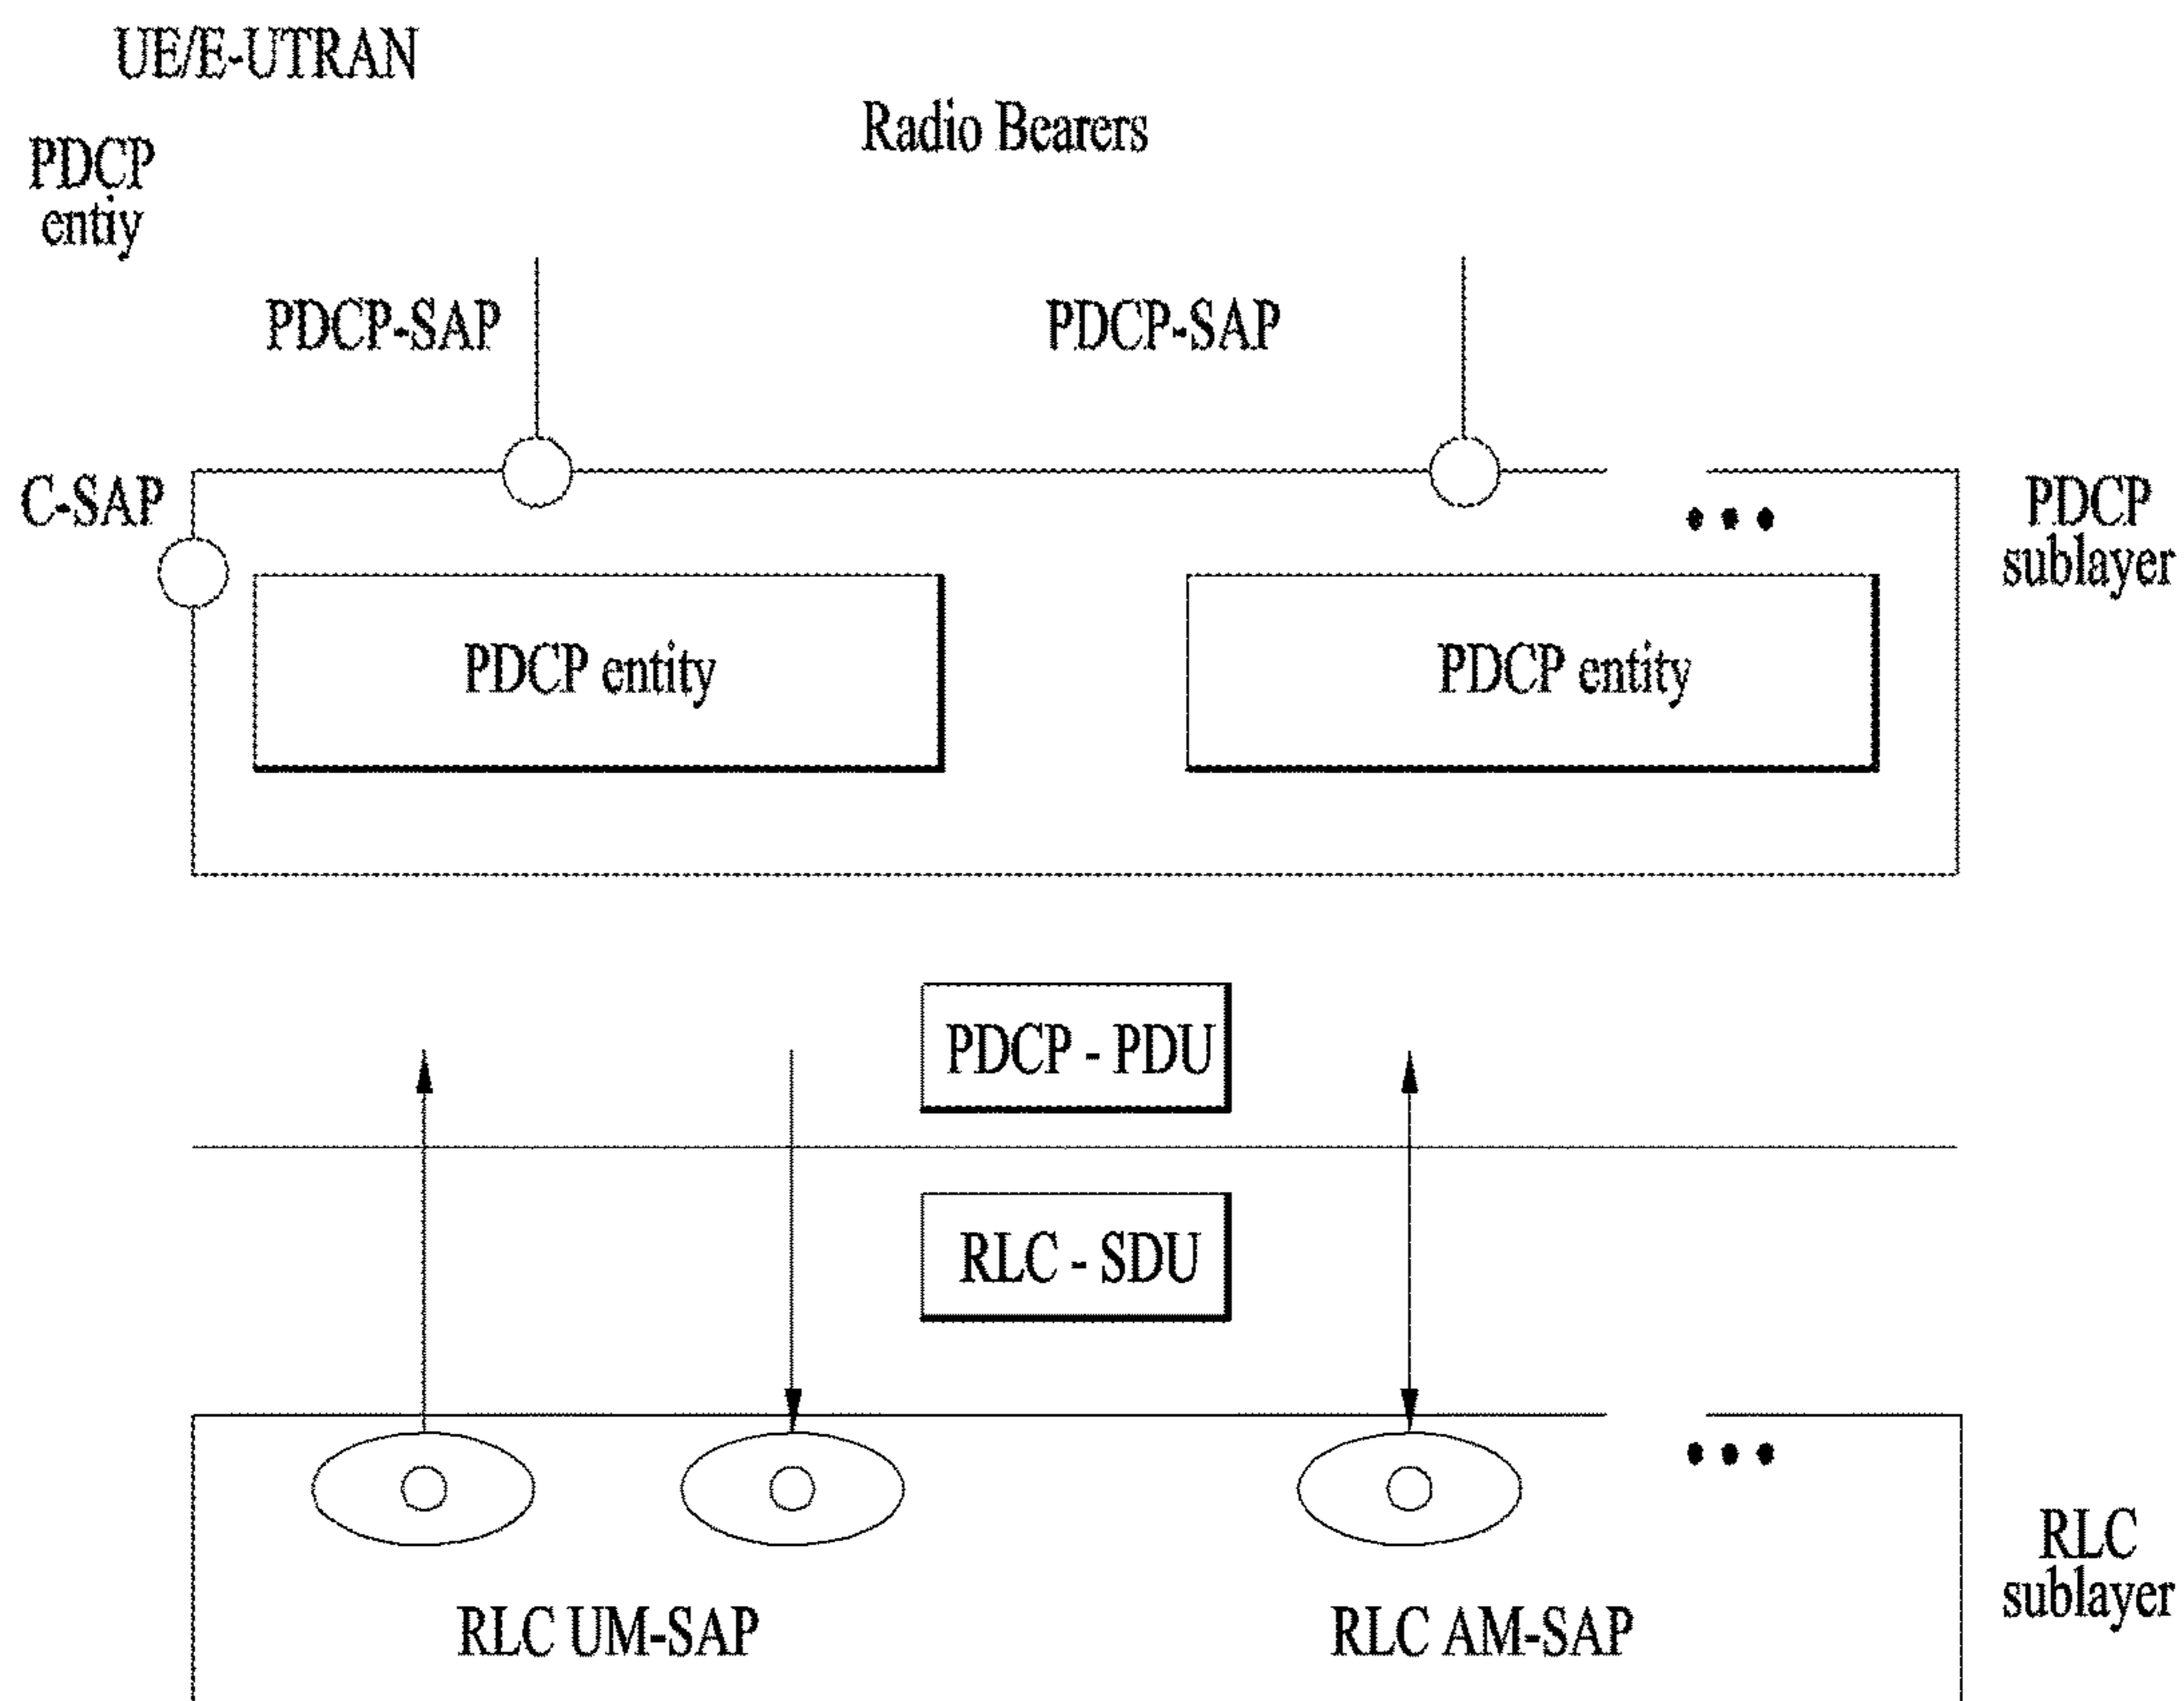 UE/E-UTRAN
Radio Bearers
PDCP
entiy
PDCP-SAP
PDCP-SAP
C-SAP
PDCP
sublayer
PDCP entity
PDCP entity
PDCP - PDU
RLC - SDU
RLC
sublayer
RLC UM-SAP
RLC AM-SAP